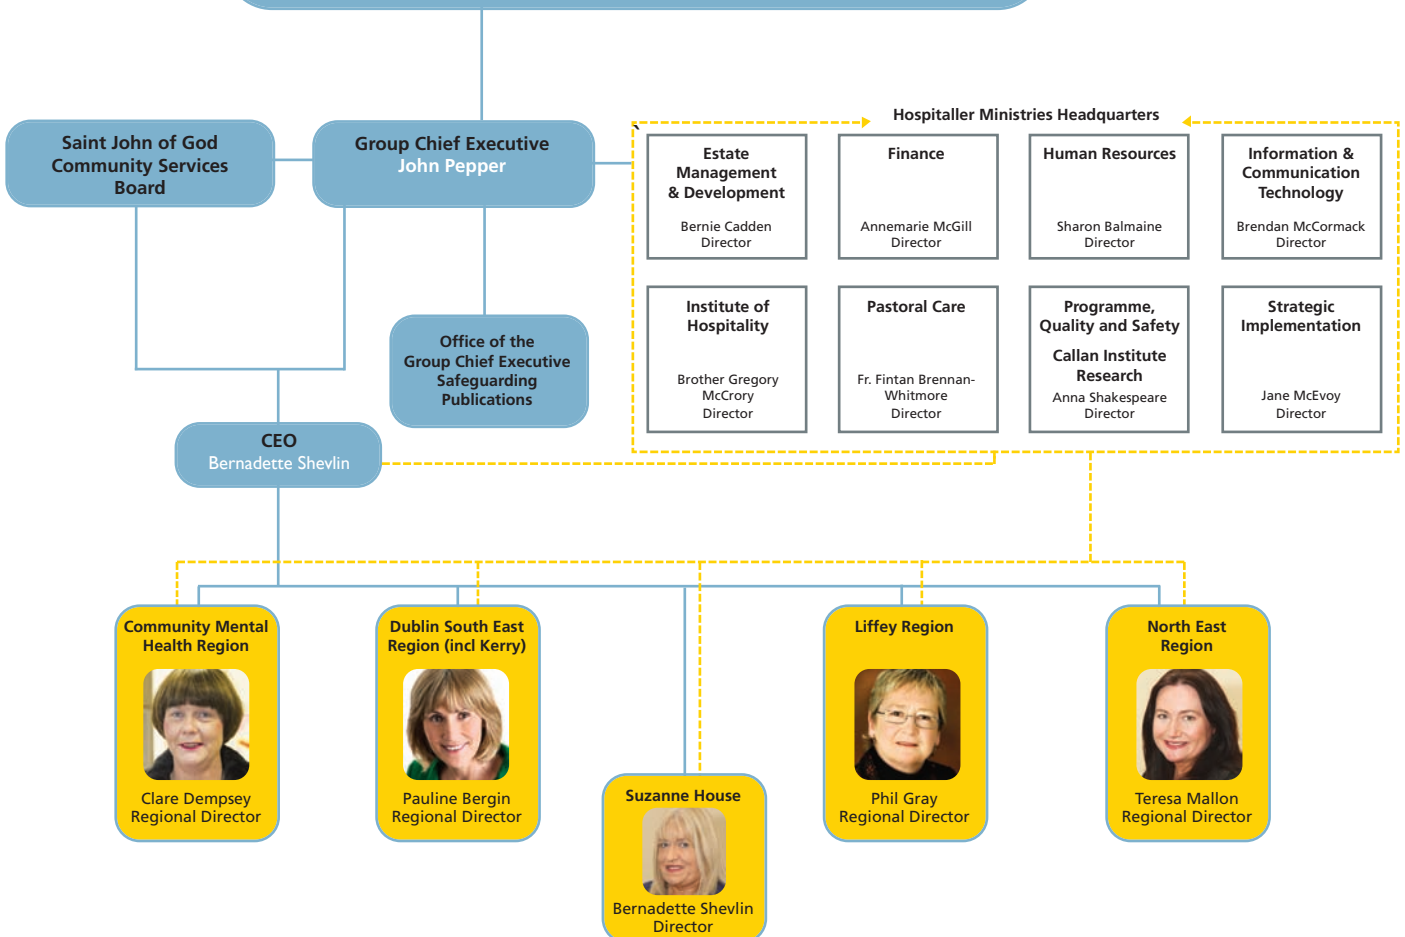 Hospitaller Ministries Headquarters
Saint John of God
Community Services
Board
Group Chief Executive
John Pepper
Estate
Management
& Development
Bernie Cadden
Director
Finance
Annemarie McGill
Director
Human Resources
Sharon Balmaine
Director
Information &
Communication
Technology
Brendan McCormack
Director
Institute of
Hospitality
Brother Gregory
McCrory
Director
Pastoral Care
Fr. Fintan Brennan-
Whitmore
Director
Programme,
Quality and Safety
Callan Institute
Research
Anna Shakespeare
Director
Strategic
Implementation
Jane McEvoy
Director
Office of the
Group Chief Executive
Safeguarding
Publications
CEO
Bernadette Shevlin
Community Mental
Health Region
Clare Dempsey
Regional Director
Dublin South East
Region (incl Kerry)
Pauline Bergin
Regional Director
Suzanne House
Bernadette Shevlin
Director
Liffey Region
Phil Gray
Regional Director
North East
Region
Teresa Mallon
Regional Director